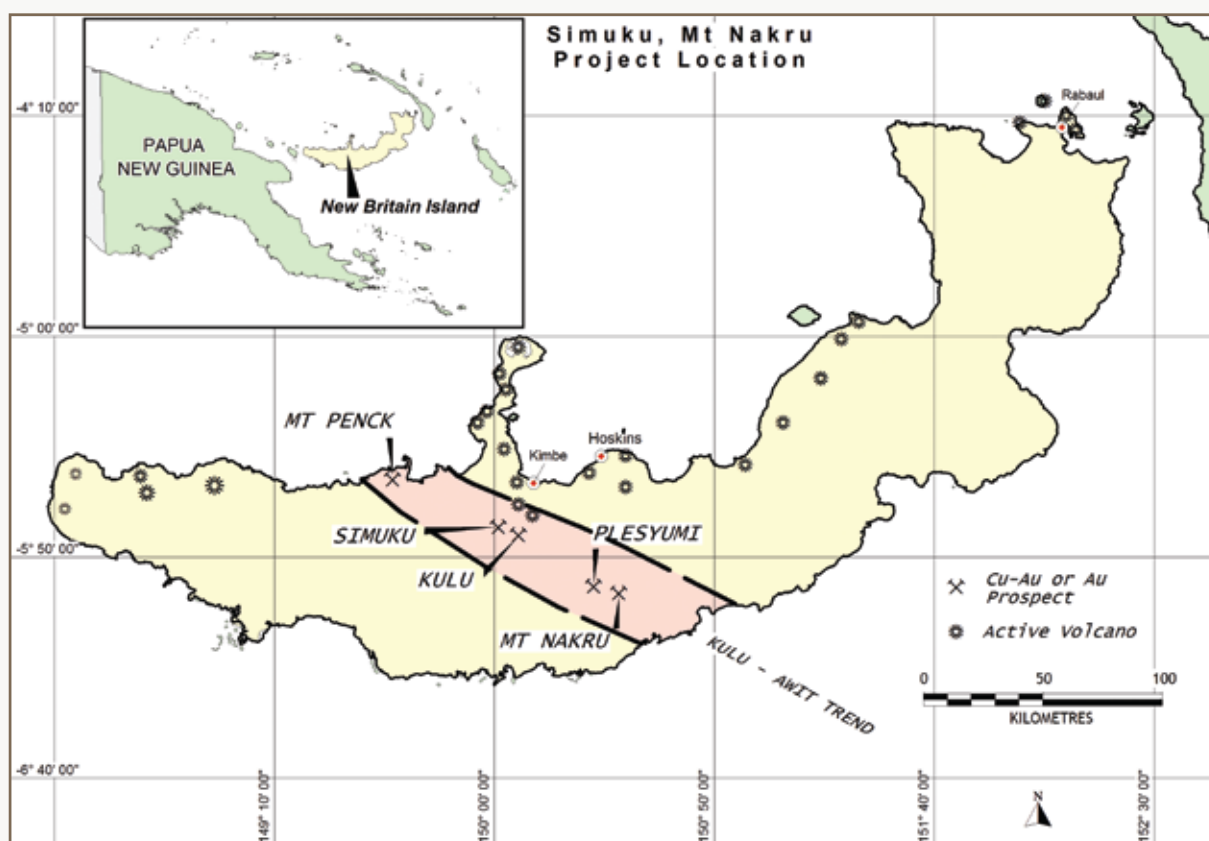 Simuku, Mt Nakru
Project Location
-4° 10' 00"
PAPUA
NEW GUINEA
New Britain Island
Rabaul
-5° 00' 00"
MT PENCK
Hoskins
Kimbe
SIMUKU
PLESYUMI
-5° 50' 00"
KULU
Cu-Au or Au
Prospect
Active Volcano
MT NAKRU
KULU - AWIT TREND
0 50 100
KILOMETRES
-6° 40' 00"
149° 10' 00"
150° 00' 00"
150° 50' 00"
151° 40' 00"
152° 30' 00"
N